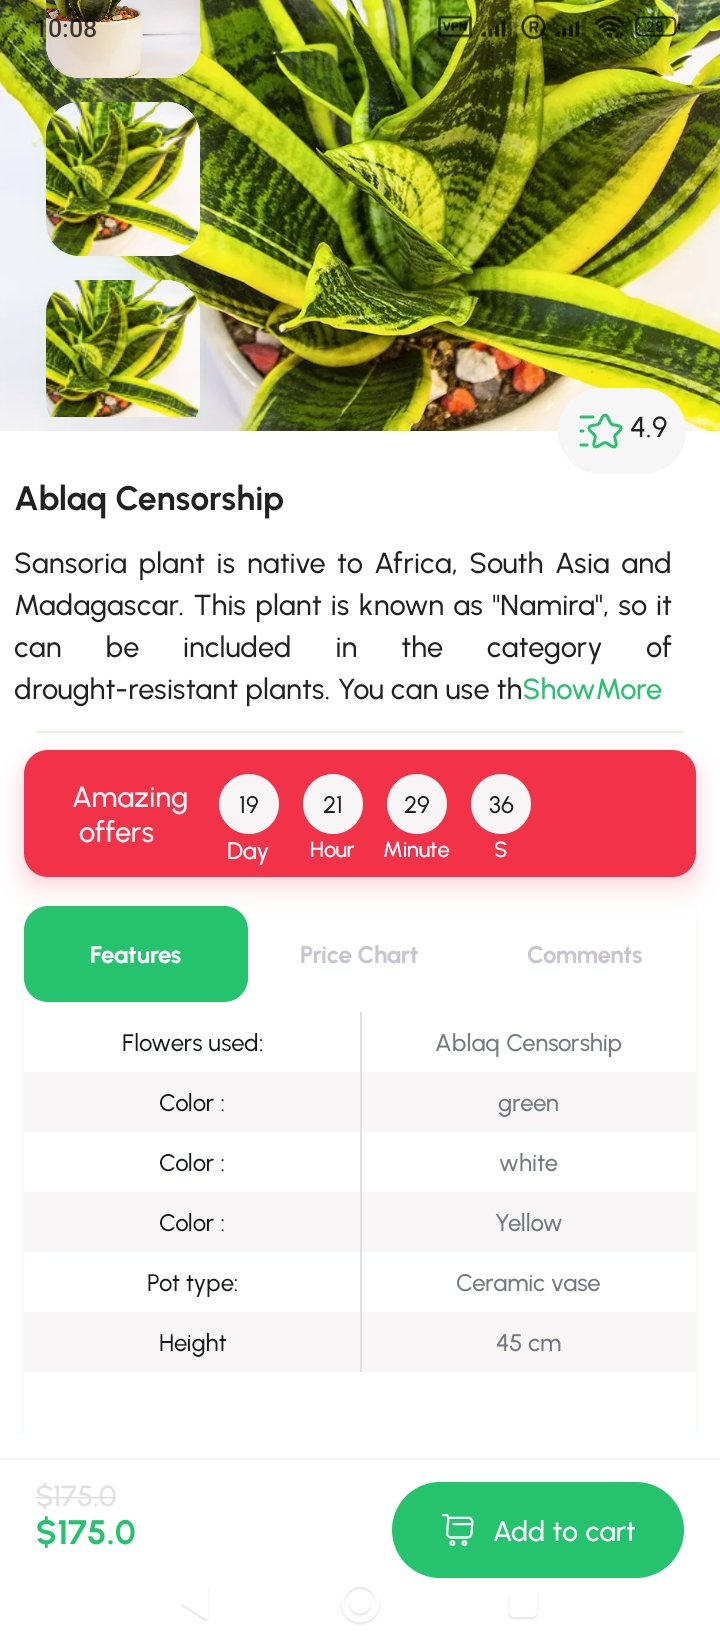 10:08
VPN
R
28
4.9
Ablaq Censorship
Sansoria plant is native to Africa, South Asia and
Madagascar. This plant is known as "Namira", so it
can be included in the category of
drought-resistant plants. You can use thShowMore
Amazing
offers
19 21 29 36
Day Hour Minute S
Features Price Chart Comments
Flowers used: Ablaq Censorship
Color : green
Color : white
Color : Yellow
Pot type: Ceramic vase
Height 45 cm
$175.0
$175.0
Add to cart